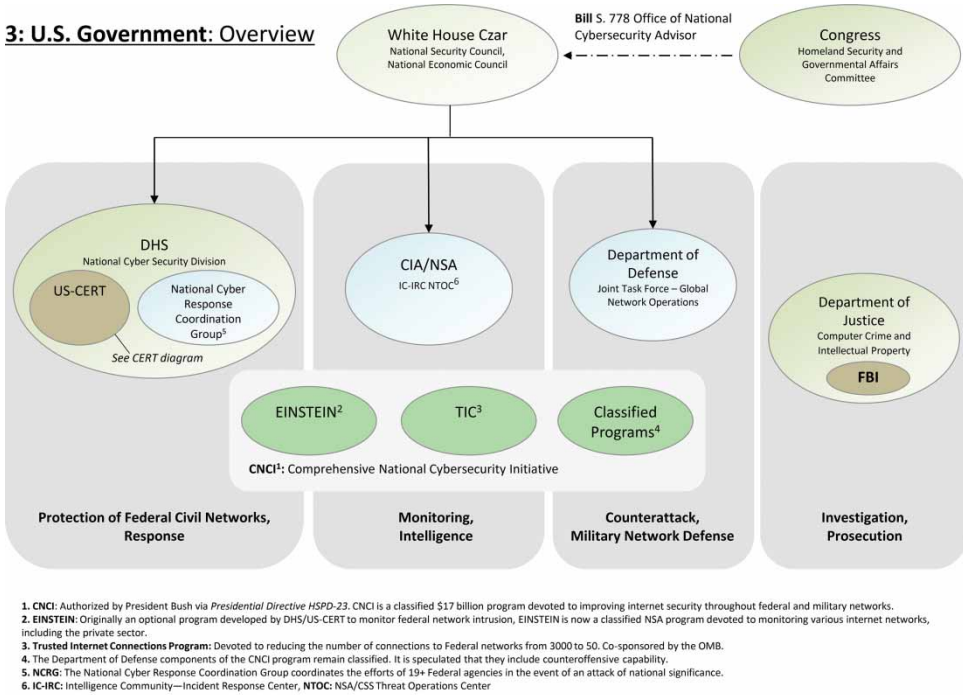 3: U.S. Government: Overview
White House Czar
National Security Council,
National Economic Council
Bill S. 778 Office of National
Cybersecurity Advisor
Congress
Homeland Security and
Governmental Affairs
Committee
DHS
National Cyber Security Division
US-CERT
National Cyber
Response
Coordination
Group5
See CERT diagram
CIA/NSA
IC-IRC NTOC6
Department of
Defense
Joint Task Force – Global
Network Operations
Department of
Justice
Computer Crime and
Intellectual Property
FBI
EINSTEIN2
TIC3
Classified
Programs4
CNCI1: Comprehensive National Cybersecurity Initiative
Protection of Federal Civil Networks,
Response
Monitoring,
Intelligence
Counterattack,
Military Network Defense
Investigation,
Prosecution
1. CNCI: Authorized by President Bush via Presidential Directive HSPD-23. CNCI is a classified $17 billion program devoted to improving internet security throughout federal and military networks.
2. EINSTEIN: Originally an optional program developed by DHS/US-CERT to monitor federal network intrusion, EINSTEIN is now a classified NSA program devoted to monitoring various internet networks,
including the private sector.
3. Trusted Internet Connections Program: Devoted to reducing the number of connections to Federal networks from 3000 to 50. Co-sponsored by the OMB.
4. The Department of Defense components of the CNCI program remain classified. It is speculated that they include counteroffensive capability.
5. NCRG: The National Cyber Response Coordination Group coordinates the efforts of 19+ Federal agencies in the event of an attack of national significance.
6. IC-IRC: Intelligence Community—Incident Response Center, NTOC: NSA/CSS Threat Operations Center